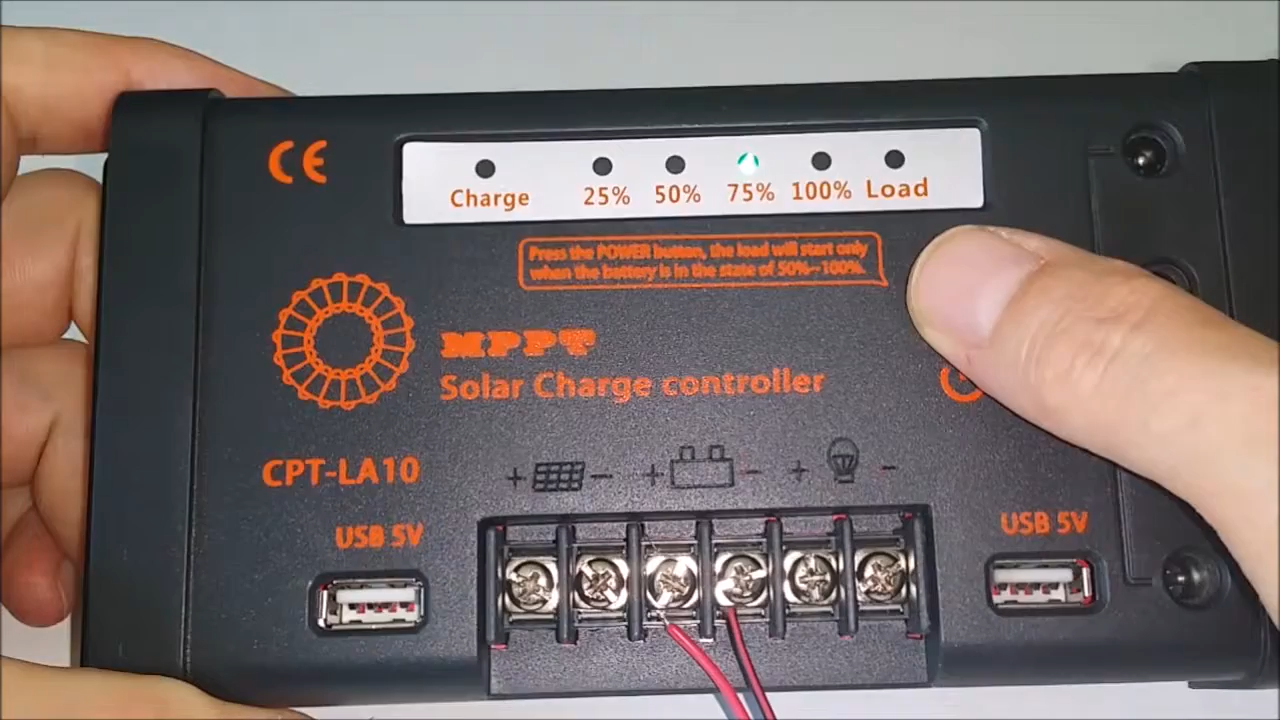 CE
Charge 25% 50% 75% 100% Load
Press the POWER button, the load will start only
when the battery is in the state of 50%~100%.
MPPT
Solar Charge controller
CPT-LA10
+ - + - + -
USB 5V
USB 5V